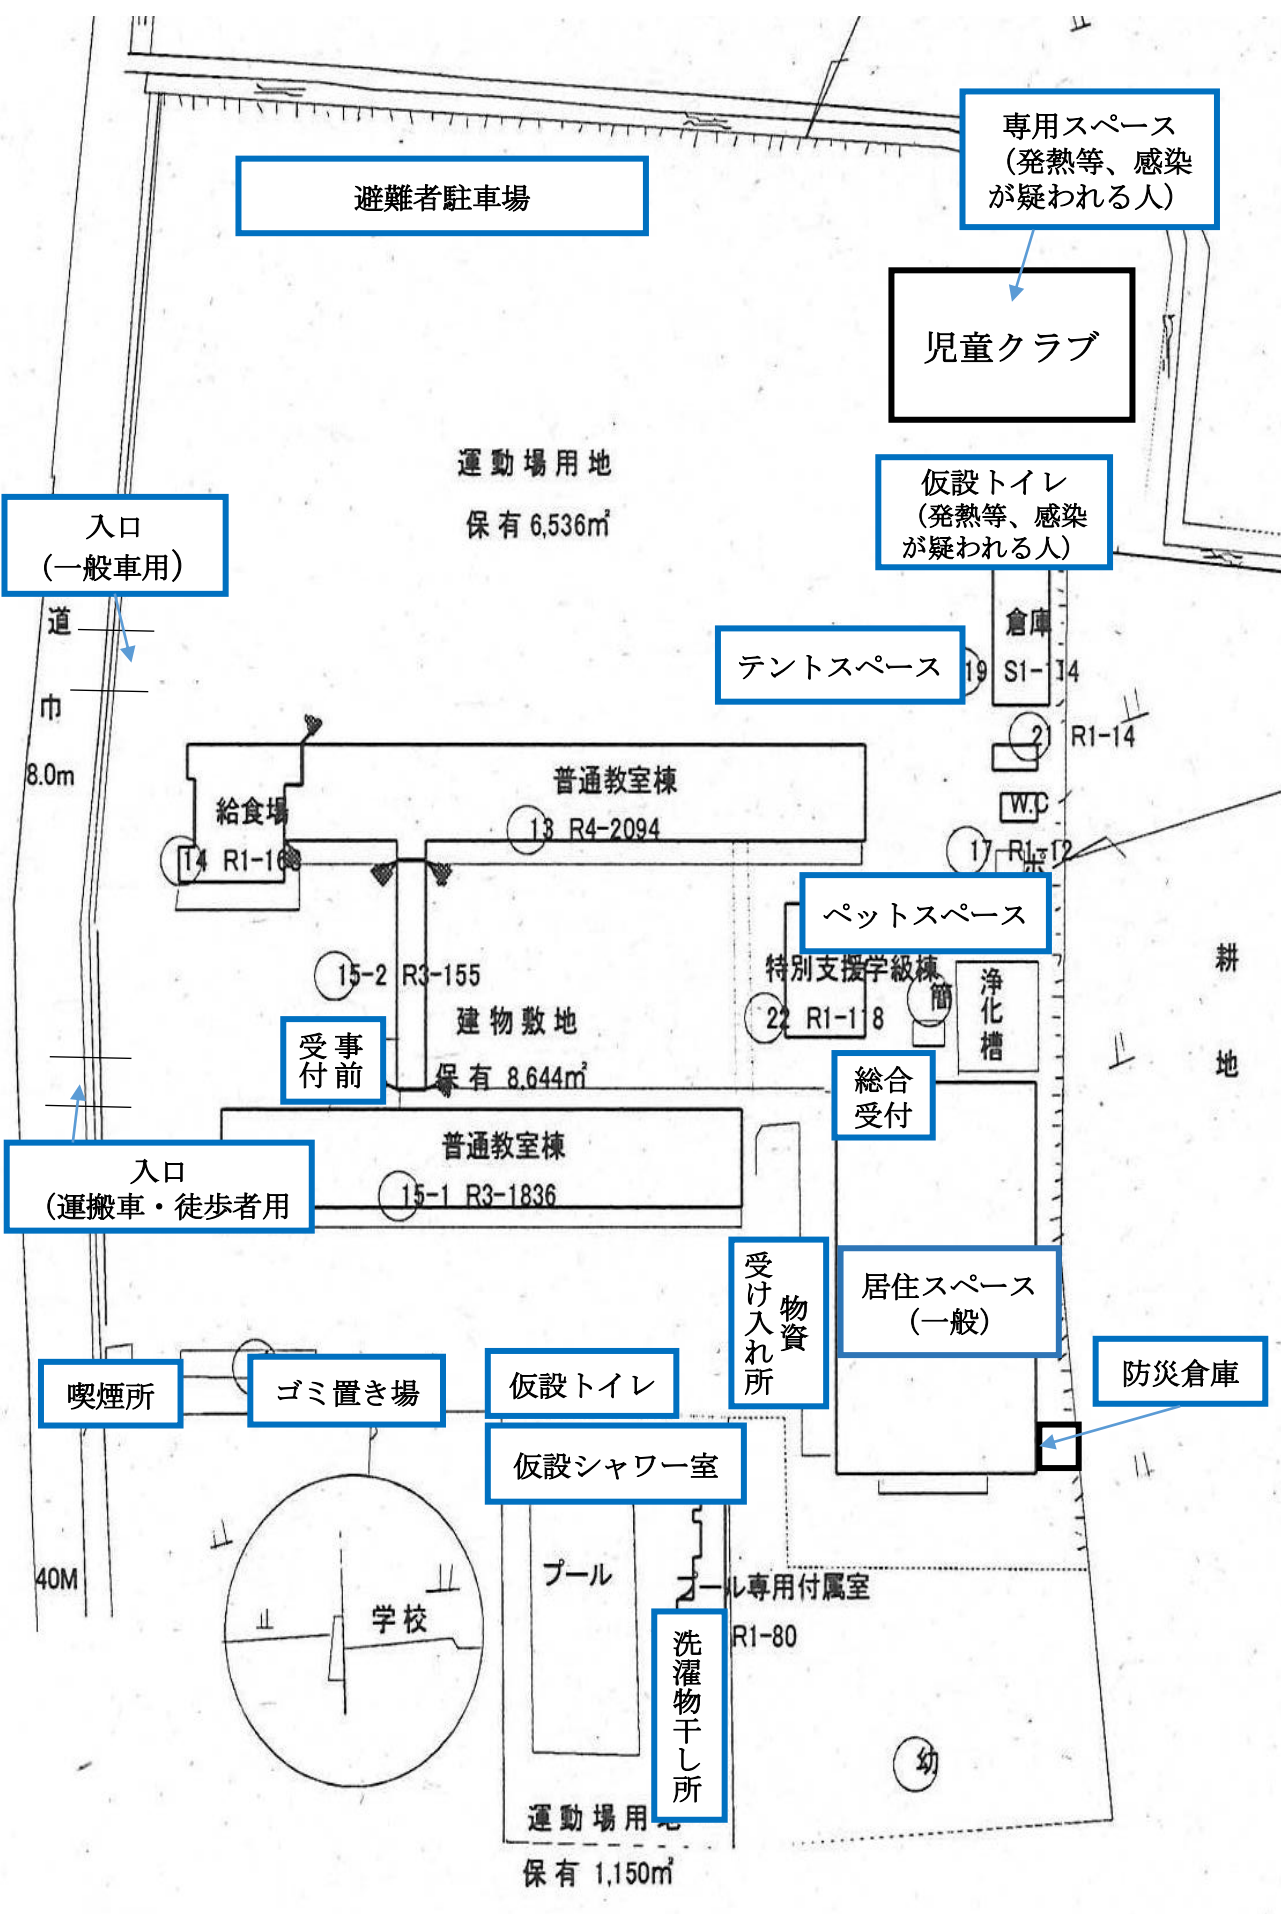 専用スペース
（発熱等、感染
が疑われる人）
避難者駐車場
児童クラブ
運動場用地
保有 6,536㎡
仮設トイレ
（発熱等、感染
が疑われる人）
入口
（一般車用）
道
巾
8.0m
倉庫
テントスペース
19 S1-114
21 R1-14
普通教室棟
給食場
13 R4-2094
W.C
14 R1-163
17 R1-12
ポ
ペットスペース
耕
地
特別支援学級棟
簡
浄化槽
15-2 R3-155
22 R1-118
建物敷地
保有 8,644㎡
事前
受付
総合
受付
普通教室棟
15-1 R3-1836
入口
（運搬車・徒歩者用
物資
受け入れ所
居住スペース
（一般）
防災倉庫
喫煙所
ゴミ置き場
仮設トイレ
仮設シャワー室
プール
プール専用付属室
R1-80
40M
学校
洗濯物干し所
幼
運動場用地
保有 1,150㎡